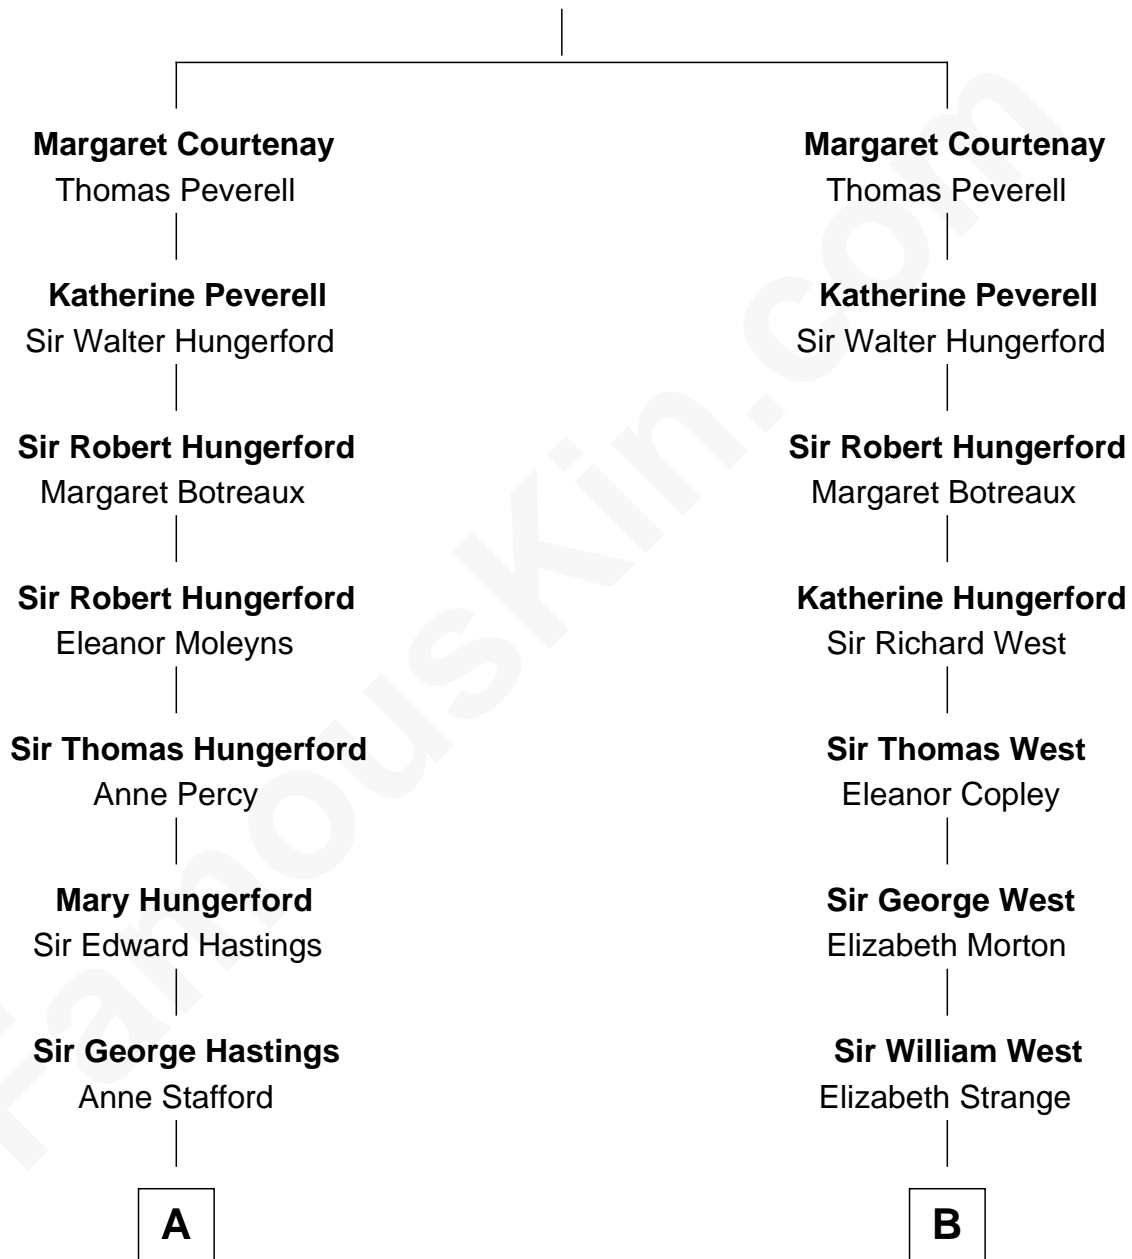 Margaret Courtenay
Thomas Peverell
Katherine Peverell
Sir Walter Hungerford
Sir Robert Hungerford
Margaret Botreaux
Sir Robert Hungerford
Eleanor Moleyns
Sir Thomas Hungerford
Anne Percy
Mary Hungerford
Sir Edward Hastings
Sir George Hastings
Anne Stafford
A
Margaret Courtenay
Thomas Peverell
Katherine Peverell
Sir Walter Hungerford
Sir Robert Hungerford
Margaret Botreaux
Katherine Hungerford
Sir Richard West
Sir Thomas West
Eleanor Copley
Sir George West
Elizabeth Morton
Sir William West
Elizabeth Strange
B
FamousKin.com